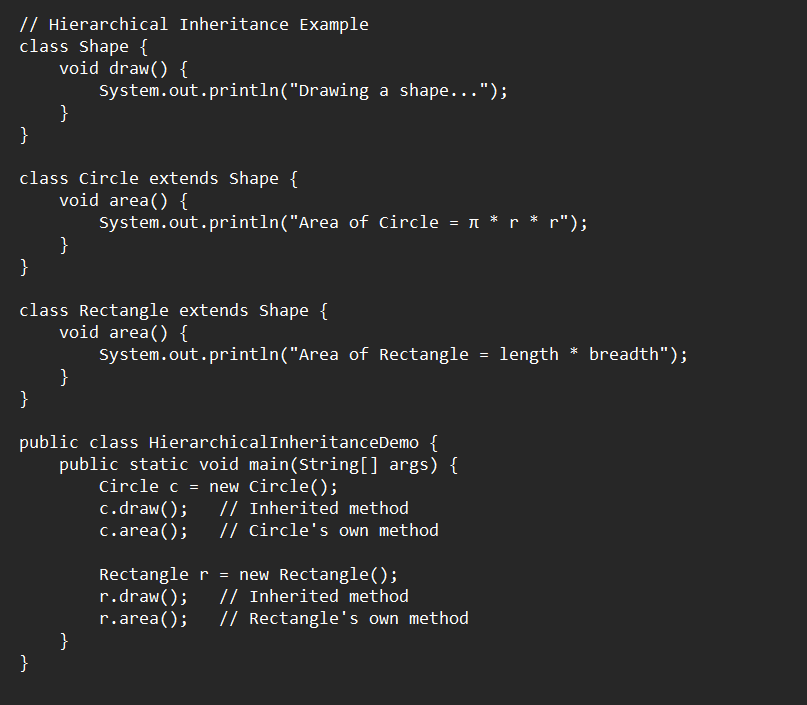 // Hierarchical Inheritance Example
class Shape {
    void draw() {
        System.out.println("Drawing a shape...");
    }
}

class Circle extends Shape {
    void area() {
        System.out.println("Area of Circle = π * r * r");
    }
}

class Rectangle extends Shape {
    void area() {
        System.out.println("Area of Rectangle = length * breadth");
    }
}

public class HierarchicalInheritanceDemo {
    public static void main(String[] args) {
        Circle c = new Circle();
        c.draw();   // Inherited method
        c.area();   // Circle's own method

        Rectangle r = new Rectangle();
        r.draw();   // Inherited method
        r.area();   // Rectangle's own method
    }
}